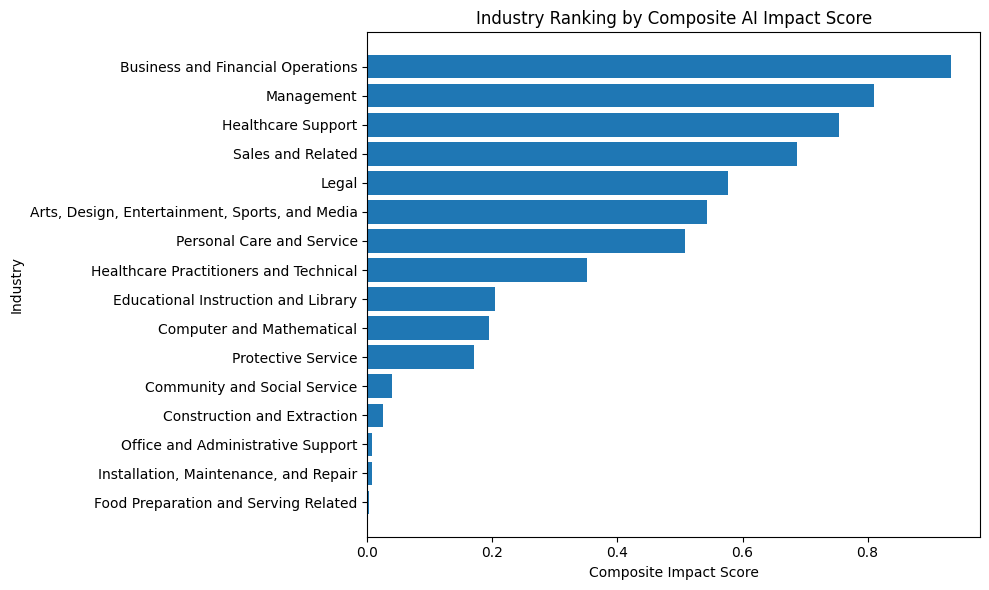 Industry Ranking by Composite AI Impact Score
Business and Financial Operations
Management
Healthcare Support
Sales and Related
Legal
Arts, Design, Entertainment, Sports, and Media
Personal Care and Service
Healthcare Practitioners and Technical
Educational Instruction and Library
Computer and Mathematical
Protective Service
Community and Social Service
Construction and Extraction
Office and Administrative Support
Installation, Maintenance, and Repair
Food Preparation and Serving Related
Industry
0.0 0.2 0.4 0.6 0.8
Composite Impact Score